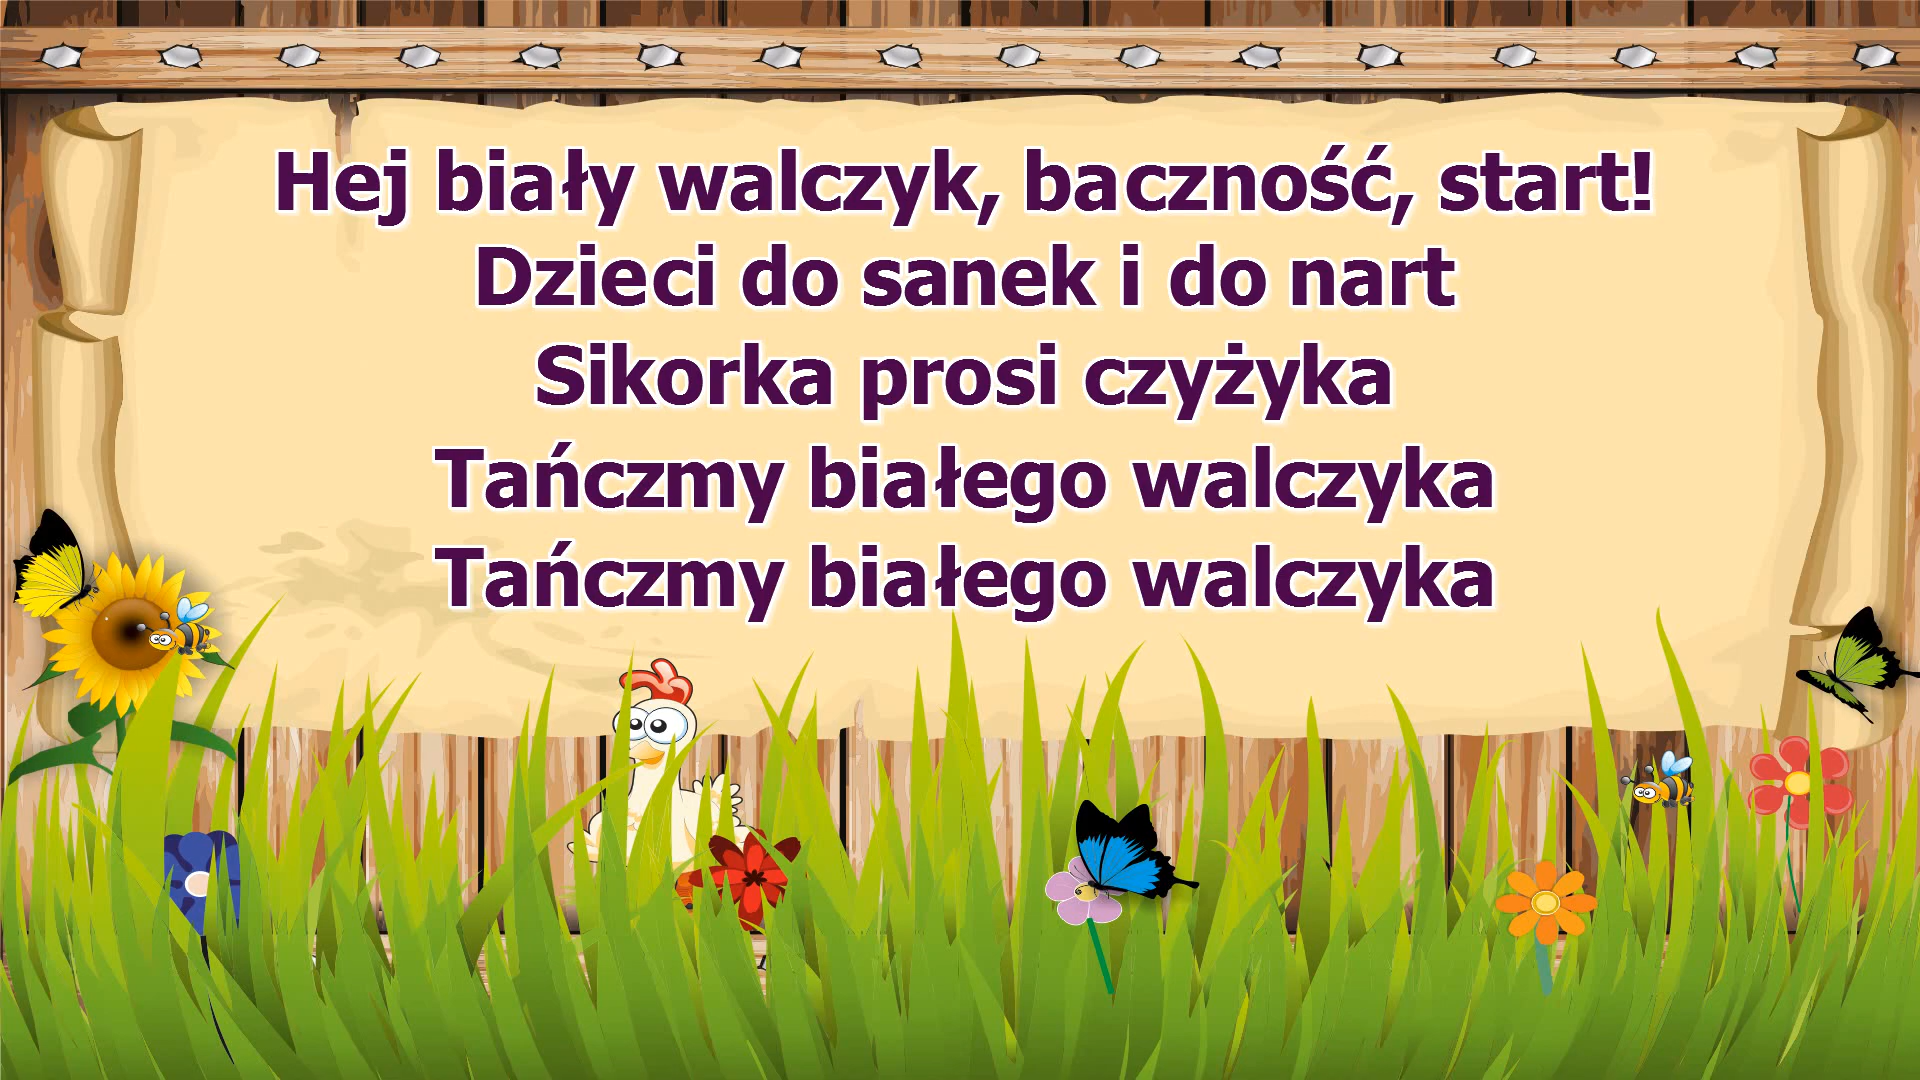 Hej biały walczyk, baczność, start!
Dzieci do sanek i do nart
Sikorka prosi czyżyka
Tańczmy białego walczyka
Tańczmy białego walczyka